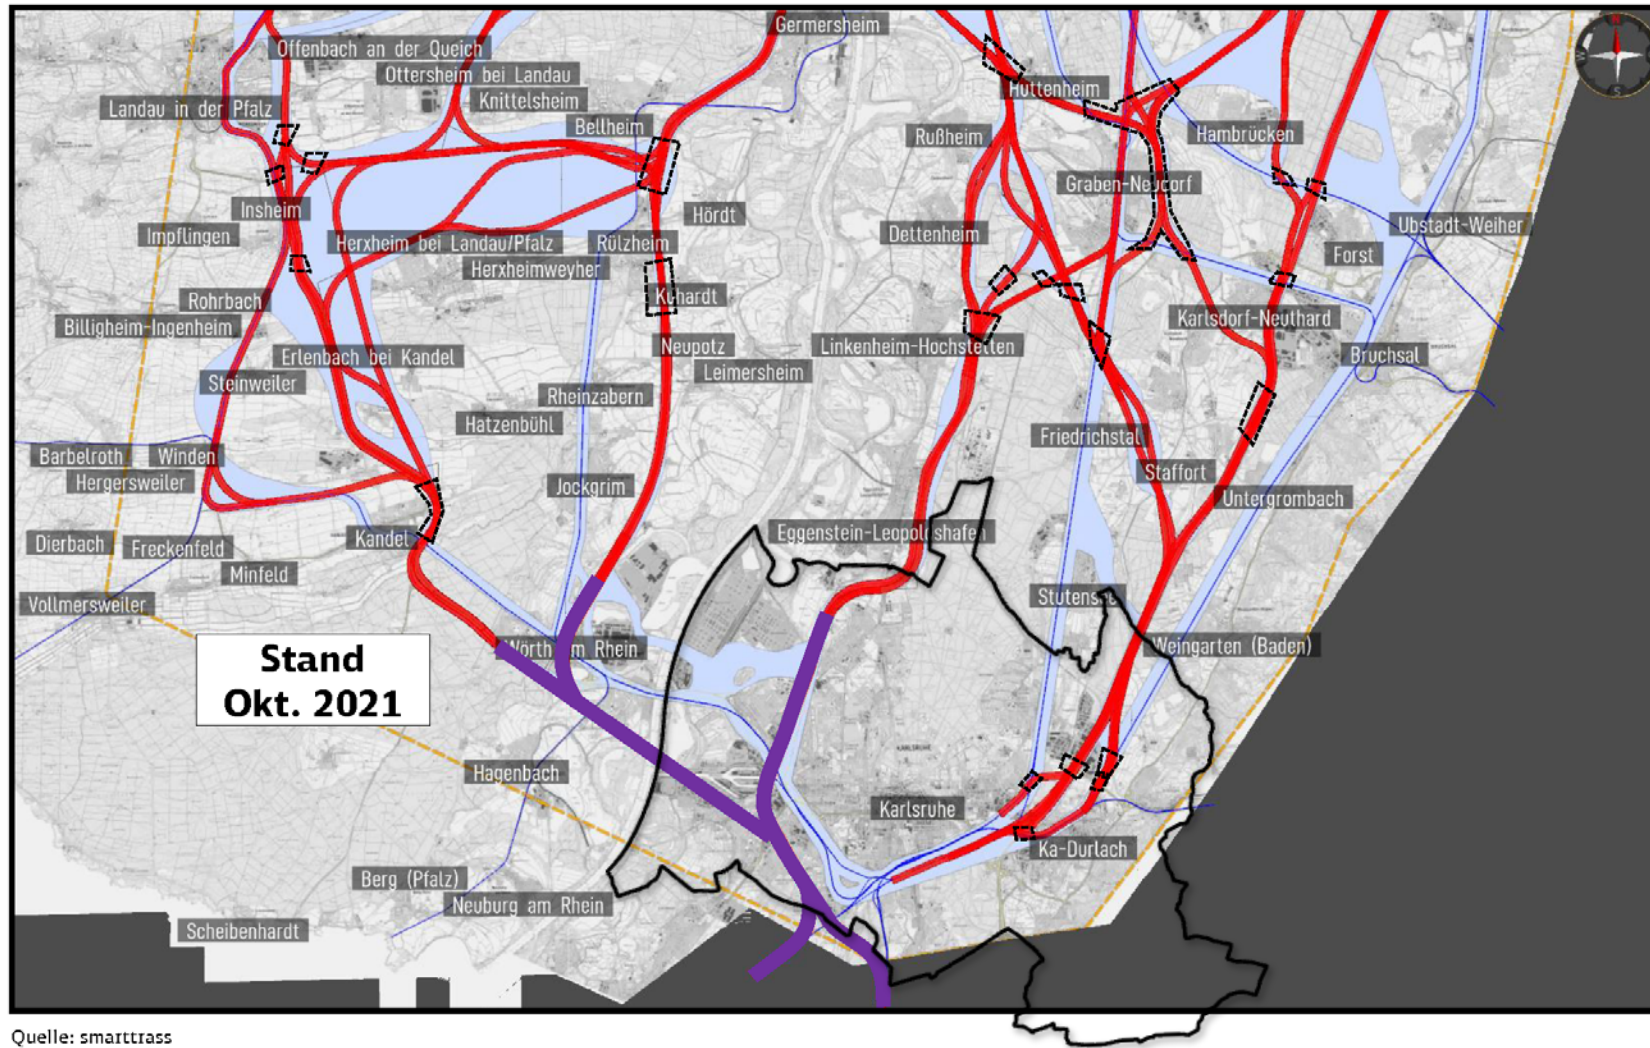 Germersheim
Offenbach an der Queich
Ottersheim bei Landau
Knittelsheim
Huttenheim
Landau in der Pfalz
Bellheim
Rußheim
Hambrücken
Graben-Neudorf
Insheim
Hördt
Impflingen
Herxheim bei Landau/Pfalz
Rülzheim
Dettenheim
Ubstadt-Weiher
Forst
Herxheimweyher
Rohrbach
Kuhardt
Billigheim-Ingenheim
Karlsdorf-Neuthard
Erlenbach bei Kandel
Neupotz
Linkenheim-Hochstetten
Bruchsal
Steinweiler
Leimersheim
Rheinzabern
Hatzenbühl
Friedrichstal
Barbelroth
Winden
Staffort
Hergersweiler
Jockgrim
Untergrombach
Dierbach
Freckenfeld
Kandel
Eggenstein-Leopoldshafen
Minfeld
Vollmersweiler
Stutensee
Wörth am Rhein
Weingarten (Baden)
Stand
Okt. 2021
KARLSRUHE
Hagenbach
Karlsruhe
Ka-Durlach
Berg (Pfalz)
Neuburg am Rhein
Scheibenhardt
N
W
S
Quelle: smarttrass